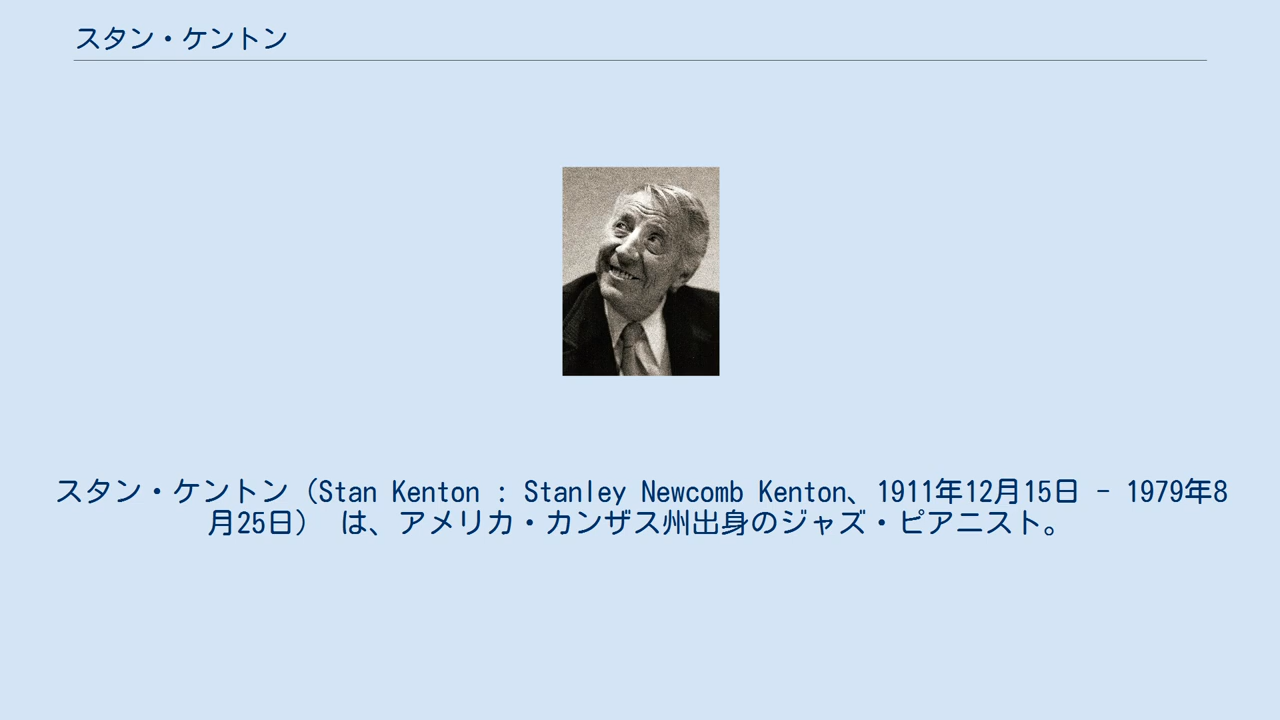 スタン・ケントン
スタン・ケントン（Stan Kenton : Stanley Newcomb Kenton、1911年12月15日 - 1979年8
月25日） は、アメリカ・カンザス州出身のジャズ・ピアニスト。